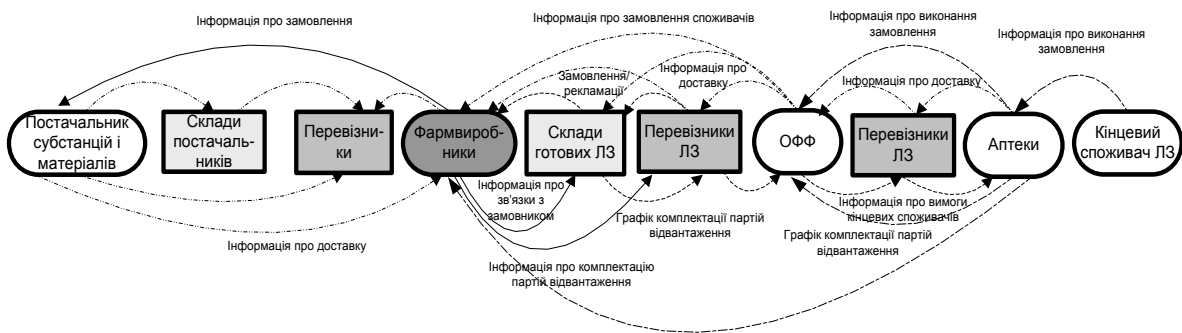 Інформація про замовлення
Інформація про замовлення споживачів
Інформація про виконання
замовлення
Інформація про виконання
замовлення
Замовлення/
рекламації
Інформація про
доставку
Інформація про доставку
Постачальник
субстанцій і
матеріалів
Склади
постачаль-
ників
Перевізни-
ки
Фармвироб-
ники
Склади
готових ЛЗ
Перевізники
ЛЗ
ОФФ
Перевізники
ЛЗ
Аптеки
Кінцевий
споживач ЛЗ
Інформація про
зв’язки з
замовником
Інформація про вимоги
кінцевих споживачів
Графік комплектації партій
відвантаження
Графік комплектації партій
відвантаження
Інформація про доставку
Інформація про комплектацію
партій відвантаження